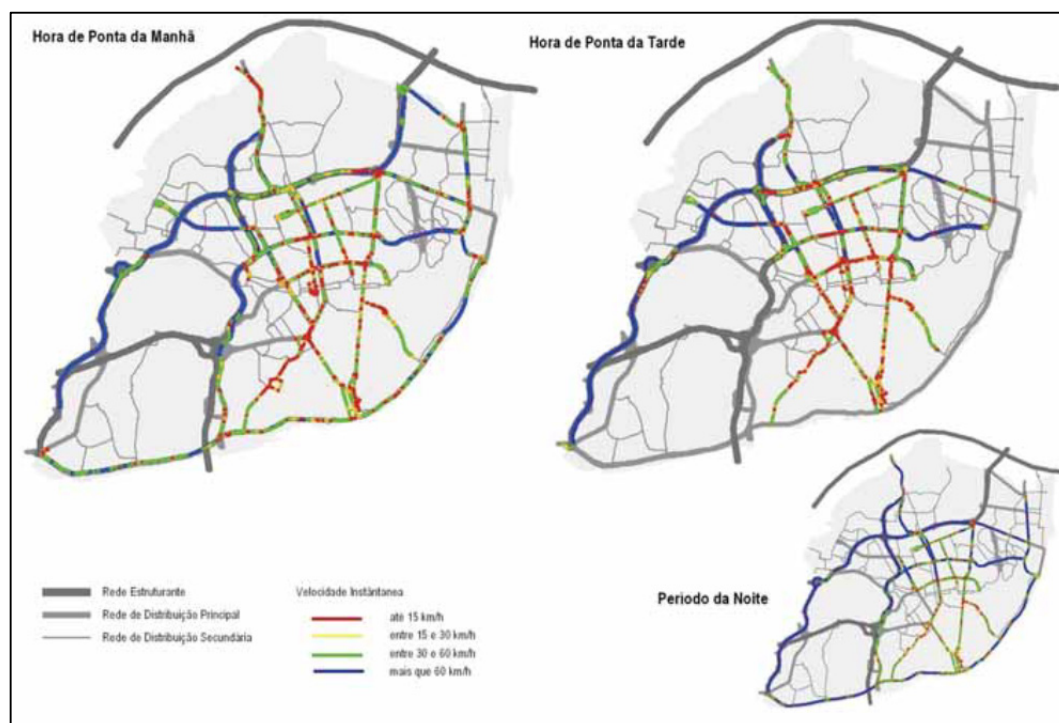 Hora de Ponta da Manhã
Hora de Ponta da Tarde
Periodo da Noite
Rede Estruturante
Rede de Distribuição Principal
Rede de Distribuição Secundária
Velocidade Instântanea
até 15 km/h
entre 15 e 30 km/h
entre 30 e 60 km/h
mais que 60 km/h